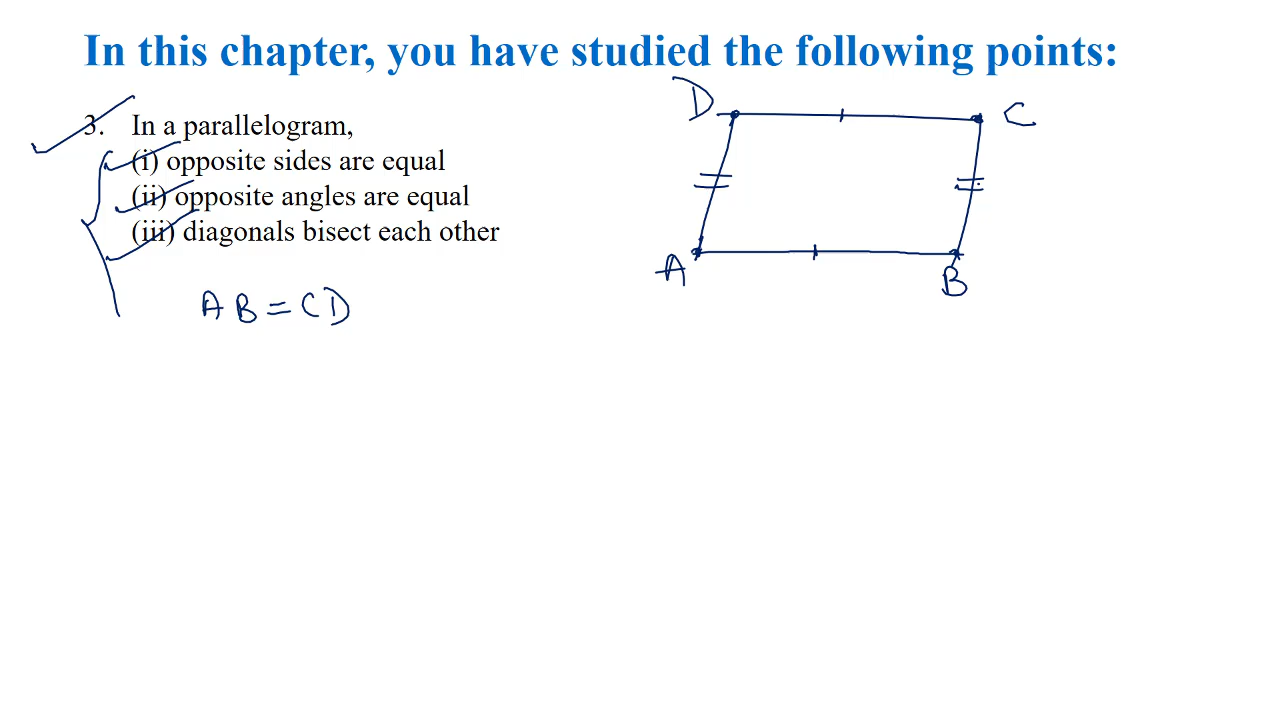 In this chapter, you have studied the following points:
3. In a parallelogram,
(i) opposite sides are equal
(ii) opposite angles are equal
(iii) diagonals bisect each other
AB = CD
D
C
A
B